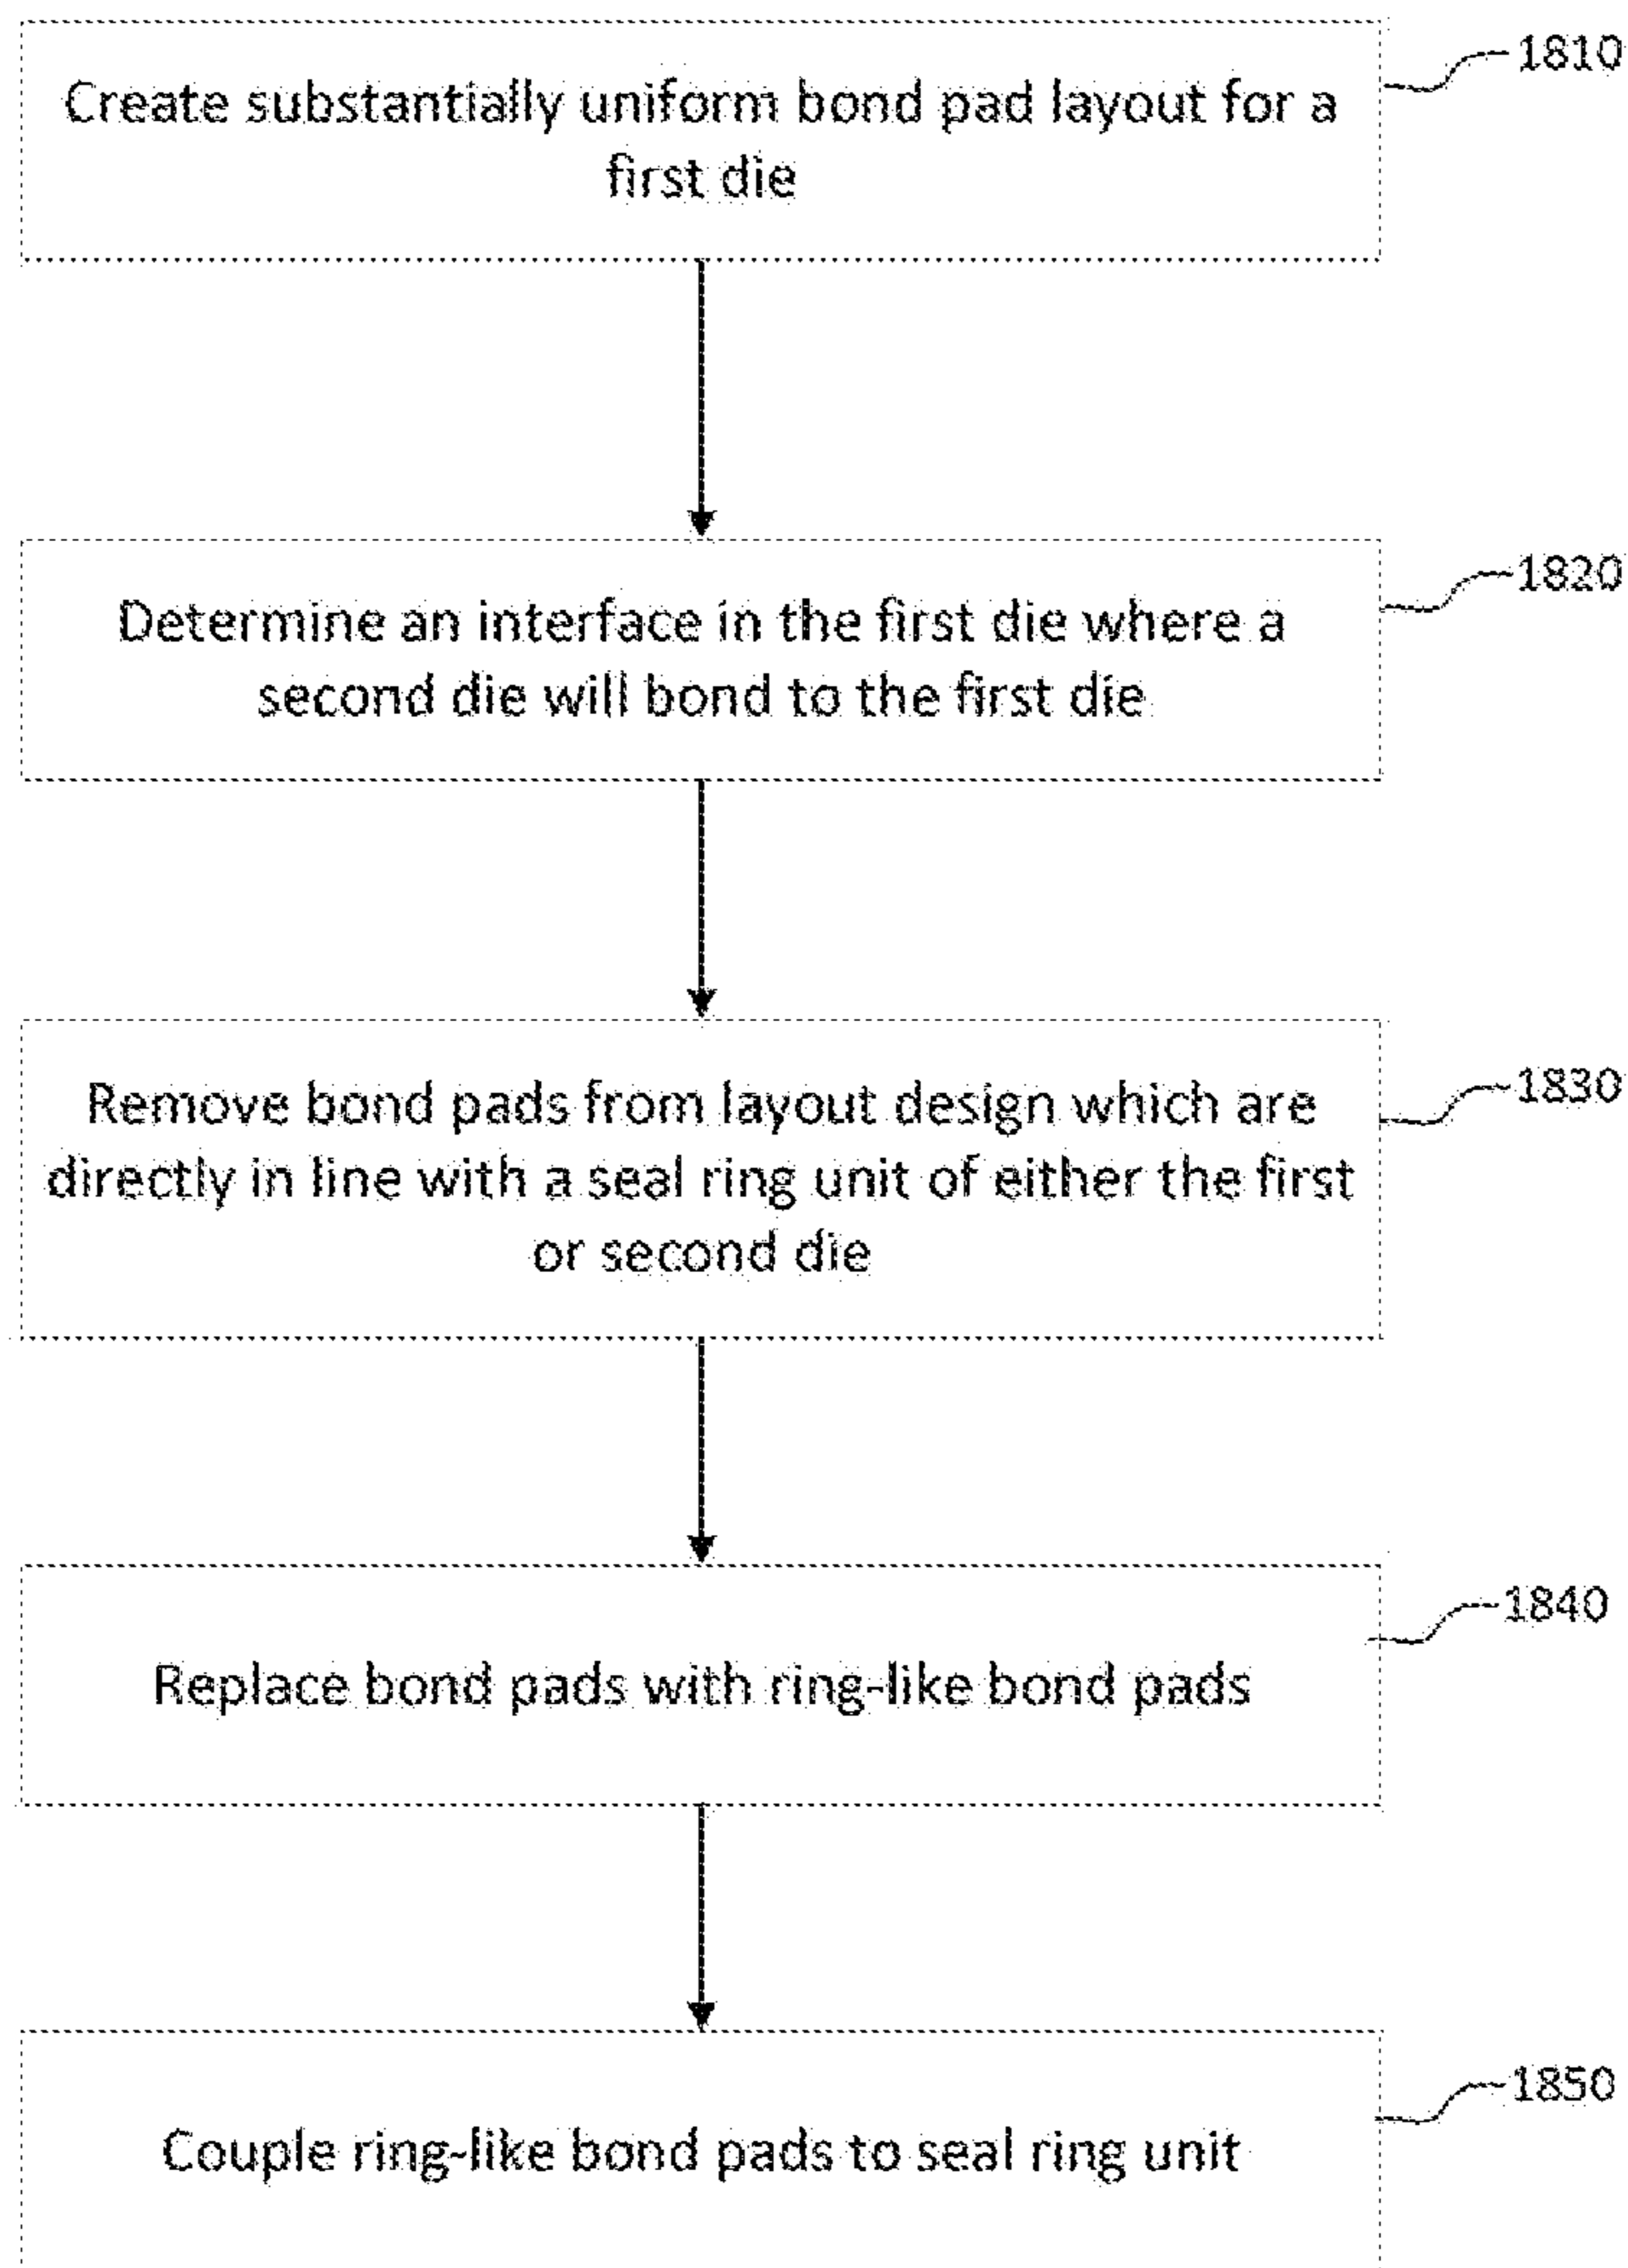 1810
Create substantially uniform bond pad layout for a
first die
1820
Determine an interface in the first die where a
second die will bond to the first die
1830
Remove bond pads from layout design which are
directly in line with a seal ring unit of either the first
or second die
1840
Replace bond pads with ring-like bond pads
1850
Couple ring-like bond pads to seal ring unit